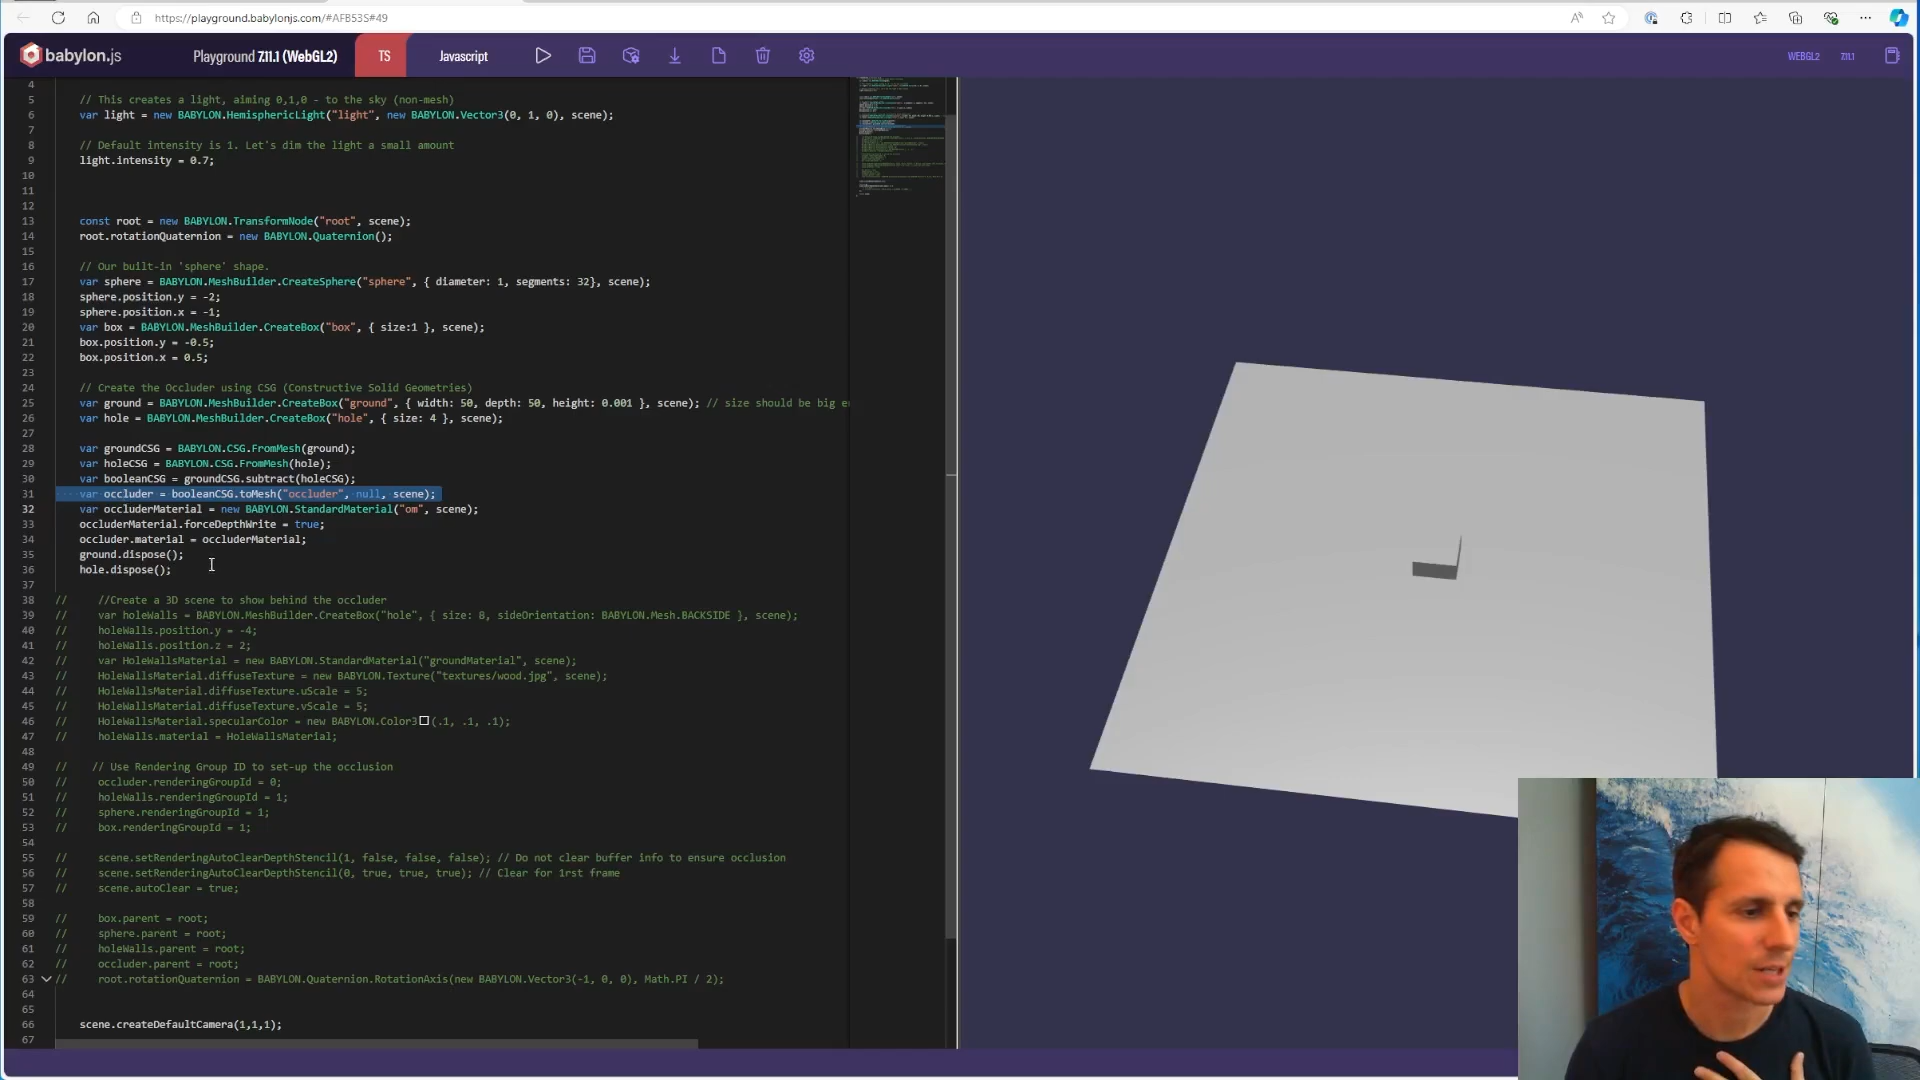 https://playground.babylonjs.com/#AFB53S#49
babylon.js
Playground 7.11.1 (WebGL2)
TS
Javascript
WEBGL2
7.11.1
4
5 // This creates a light, aiming 0,1,0 - to the sky (non-mesh)
6 var light = new BABYLON.HemisphericLight("light", new BABYLON.Vector3(0, 1, 0), scene);
7
8 // Default intensity is 1. Let's dim the light a small amount
9 light.intensity = 0.7;
10
11
12
13 const root = new BABYLON.TransformNode("root", scene);
14 root.rotationQuaternion = new BABYLON.Quaternion();
15
16 // Our built-in 'sphere' shape.
17 var sphere = BABYLON.MeshBuilder.CreateSphere("sphere", { diameter: 1, segments: 32}, scene);
18 sphere.position.y = -2;
19 sphere.position.x = -1;
20 var box = BABYLON.MeshBuilder.CreateBox("box", { size:1 }, scene);
21 box.position.y = -0.5;
22 box.position.x = 0.5;
23
24 // Create the Occluder using CSG (Constructive Solid Geometries)
25 var ground = BABYLON.MeshBuilder.CreateBox("ground", { width: 50, depth: 50, height: 0.001 }, scene); // size should be big e
26 var hole = BABYLON.MeshBuilder.CreateBox("hole", { size: 4 }, scene);
27
28 var groundCSG = BABYLON.CSG.FromMesh(ground);
29 var holeCSG = BABYLON.CSG.FromMesh(hole);
30 var booleanCSG = groundCSG.subtract(holeCSG);
31 var occluder = booleanCSG.toMesh("occluder", null, scene);
32 var occluderMaterial = new BABYLON.StandardMaterial("om", scene);
33 occluderMaterial.forceDepthWrite = true;
34 occluder.material = occluderMaterial;
35 ground.dispose();
36 hole.dispose();
37
38 // //Create a 3D scene to show behind the occluder
39 // var holeWalls = BABYLON.MeshBuilder.CreateBox("hole", { size: 8, sideOrientation: BABYLON.Mesh.BACKSIDE }, scene);
40 // holeWalls.position.y = -4;
41 // holeWalls.position.z = 2;
42 // var HoleWallsMaterial = new BABYLON.StandardMaterial("groundMaterial", scene);
43 // HoleWallsMaterial.diffuseTexture = new BABYLON.Texture("textures/wood.jpg", scene);
44 // HoleWallsMaterial.diffuseTexture.uScale = 5;
45 // HoleWallsMaterial.diffuseTexture.vScale = 5;
46 // HoleWallsMaterial.specularColor = new BABYLON.Color3(.1, .1, .1);
47 // holeWalls.material = HoleWallsMaterial;
48
49 // // Use Rendering Group ID to set-up the occlusion
50 // occluder.renderingGroupId = 0;
51 // holeWalls.renderingGroupId = 1;
52 // sphere.renderingGroupId = 1;
53 // box.renderingGroupId = 1;
54
55 // scene.setRenderingAutoClearDepthStencil(1, false, false, false); // Do not clear buffer info to ensure occlusion
56 // scene.setRenderingAutoClearDepthStencil(0, true, true, true); // Clear for 1rst frame
57 // scene.autoClear = true;
58
59 // box.parent = root;
60 // sphere.parent = root;
61 // holeWalls.parent = root;
62 // occluder.parent = root;
63 // root.rotationQuaternion = BABYLON.Quaternion.RotationAxis(new BABYLON.Vector3(-1, 0, 0), Math.PI / 2);
64
65
66 scene.createDefaultCamera(1,1,1);
67